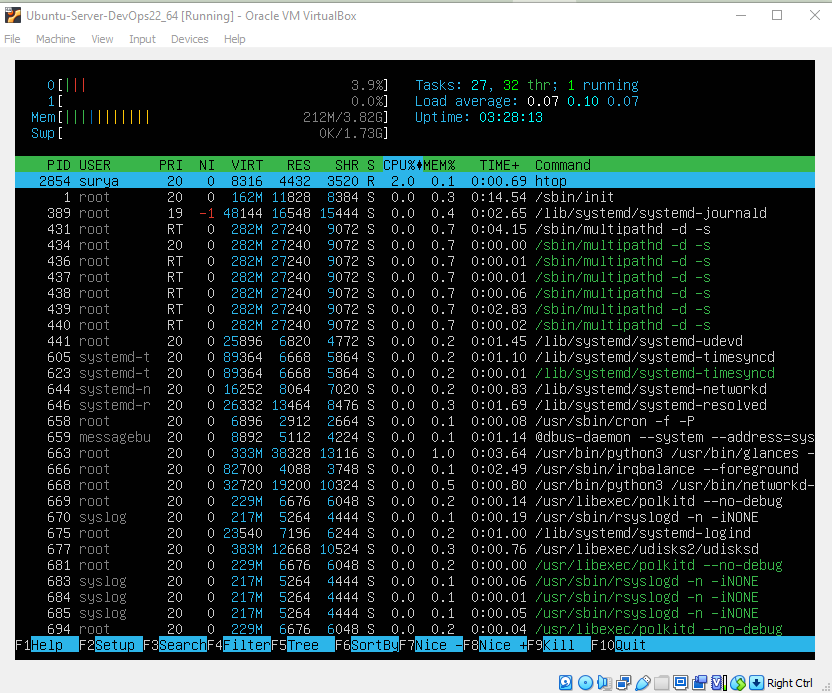 Ubuntu-Server-DevOps22_64 [Running] - Oracle VM VirtualBox
File Machine View Input Devices Help
0[||| 3.9%] Tasks: 27, 32 thr; 1 running
1[ 0.0%] Load average: 0.07 0.10 0.07
Mem[||||||||||| 212M/3.82G] Uptime: 03:28:13
Swp[ 0K/1.73G]
PID USER PRI NI VIRT RES SHR S CPU% MEM% TIME+ Command
2854 surya 20 0 8316 4432 3520 R 2.0 0.1 0:00.69 htop
1 root 20 0 162M 11828 8384 S 0.0 0.3 0:14.54 /sbin/init
389 root 19 -1 48144 16548 15444 S 0.0 0.4 0:02.65 /lib/systemd/systemd-journald
431 root RT 0 282M 27240 9072 S 0.0 0.7 0:04.15 /sbin/multipathd -d -s
434 root 20 0 282M 27240 9072 S 0.0 0.7 0:00.00 /sbin/multipathd -d -s
436 root RT 0 282M 27240 9072 S 0.0 0.7 0:00.01 /sbin/multipathd -d -s
437 root RT 0 282M 27240 9072 S 0.0 0.7 0:00.01 /sbin/multipathd -d -s
438 root RT 0 282M 27240 9072 S 0.0 0.7 0:00.06 /sbin/multipathd -d -s
439 root RT 0 282M 27240 9072 S 0.0 0.7 0:02.83 /sbin/multipathd -d -s
440 root RT 0 282M 27240 9072 S 0.0 0.7 0:00.02 /sbin/multipathd -d -s
441 root 20 0 25896 6820 4772 S 0.0 0.2 0:01.45 /lib/systemd/systemd-udevd
605 systemd-t 20 0 89364 6668 5864 S 0.0 0.2 0:01.10 /lib/systemd/systemd-timesyncd
623 systemd-t 20 0 89364 6668 5864 S 0.0 0.2 0:00.01 /lib/systemd/systemd-timesyncd
644 systemd-n 20 0 16252 8064 7020 S 0.0 0.2 0:00.83 /lib/systemd/systemd-networkd
646 systemd-r 20 0 26332 13464 8476 S 0.0 0.3 0:01.69 /lib/systemd/systemd-resolved
658 root 20 0 6896 2912 2664 S 0.0 0.1 0:00.08 /usr/sbin/cron -f -P
659 messagebu 20 0 8892 5112 4224 S 0.0 0.1 0:01.14 @dbus-daemon --system --address=sys
663 root 20 0 333M 38328 13116 S 0.0 1.0 0:03.64 /usr/bin/python3 /usr/bin/glances -
666 root 20 0 82700 4088 3748 S 0.0 0.1 0:02.49 /usr/sbin/irqbalance --foreground
668 root 20 0 32720 19200 10324 S 0.0 0.5 0:00.80 /usr/bin/python3 /usr/bin/networkd-
669 root 20 0 229M 6676 6048 S 0.0 0.2 0:00.14 /usr/libexec/polkitd --no-debug
670 syslog 20 0 217M 5264 4444 S 0.0 0.1 0:00.19 /usr/sbin/rsyslogd -n -iNONE
675 root 20 0 23540 7196 6244 S 0.0 0.2 0:01.00 /lib/systemd/systemd-logind
677 root 20 0 383M 12668 10524 S 0.0 0.3 0:00.76 /usr/libexec/udisks2/udisksd
681 root 20 0 229M 6676 6048 S 0.0 0.2 0:00.00 /usr/libexec/polkitd --no-debug
683 syslog 20 0 217M 5264 4444 S 0.0 0.1 0:00.06 /usr/sbin/rsyslogd -n -iNONE
684 syslog 20 0 217M 5264 4444 S 0.0 0.1 0:00.01 /usr/sbin/rsyslogd -n -iNONE
685 syslog 20 0 217M 5264 4444 S 0.0 0.1 0:00.05 /usr/sbin/rsyslogd -n -iNONE
694 root 20 0 229M 6676 6048 S 0.0 0.2 0:00.04 /usr/libexec/polkitd --no-debug
F1Help F2Setup F3SearchF4FilterF5Tree F6SortByF7Nice -F8Nice +F9Kill F10Quit
Right Ctrl